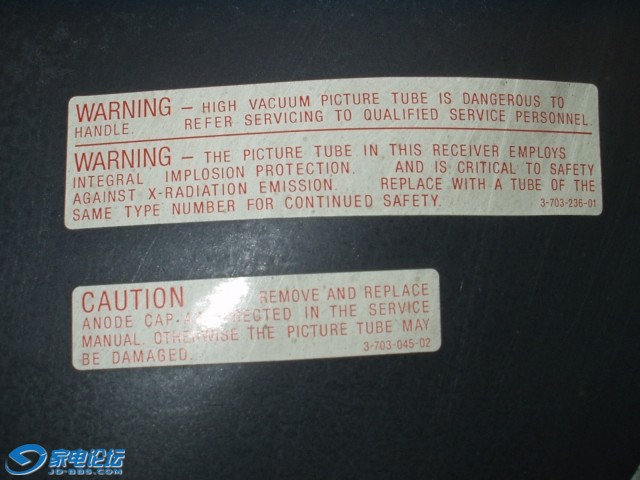 WARNING – HIGH VACUUM PICTURE TUBE IS DANGEROUS TO
HANDLE. REFER SERVICING TO QUALIFIED SERVICE PERSONNEL.
WARNING – THE PICTURE TUBE IN THIS RECEIVER EMPLOYS
INTEGRAL IMPLOSION PROTECTION. AND IS CRITICAL TO SAFETY
AGAINST X-RADIATION EMISSION. REPLACE WITH A TUBE OF THE
SAME TYPE NUMBER FOR CONTINUED SAFETY. 3-703-236-01
CAUTION REMOVE AND REPLACE
ANODE CAP IN THE SERVICE
MANUAL. OTHERWISE THE PICTURE TUBE MAY
BE DAMAGED. 3-703-045-02
家电论坛
JD-BBS.COM